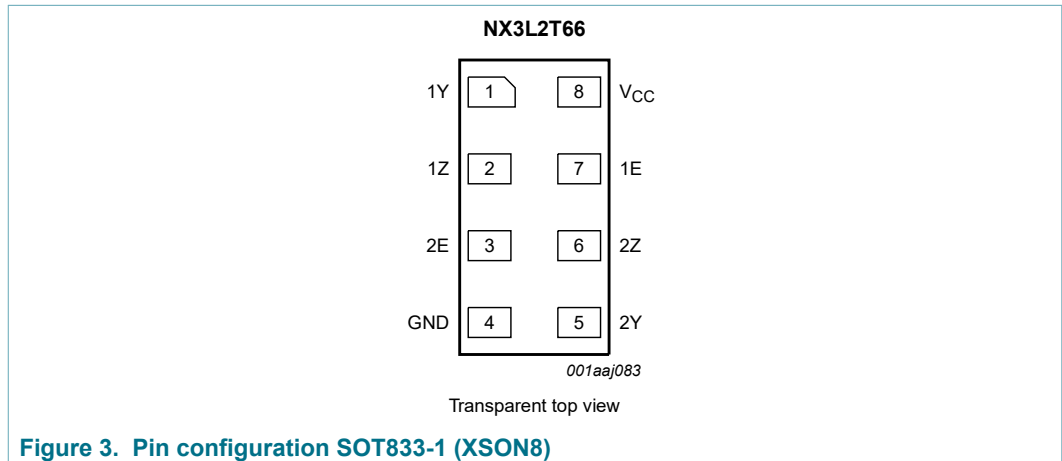 NX3L2T66
1Y 1 8 VCC
1Z 2 7 1E
2E 3 6 2Z
GND 4 5 2Y
001aaj083
Transparent top view
Figure 3. Pin configuration SOT833-1 (XSON8)